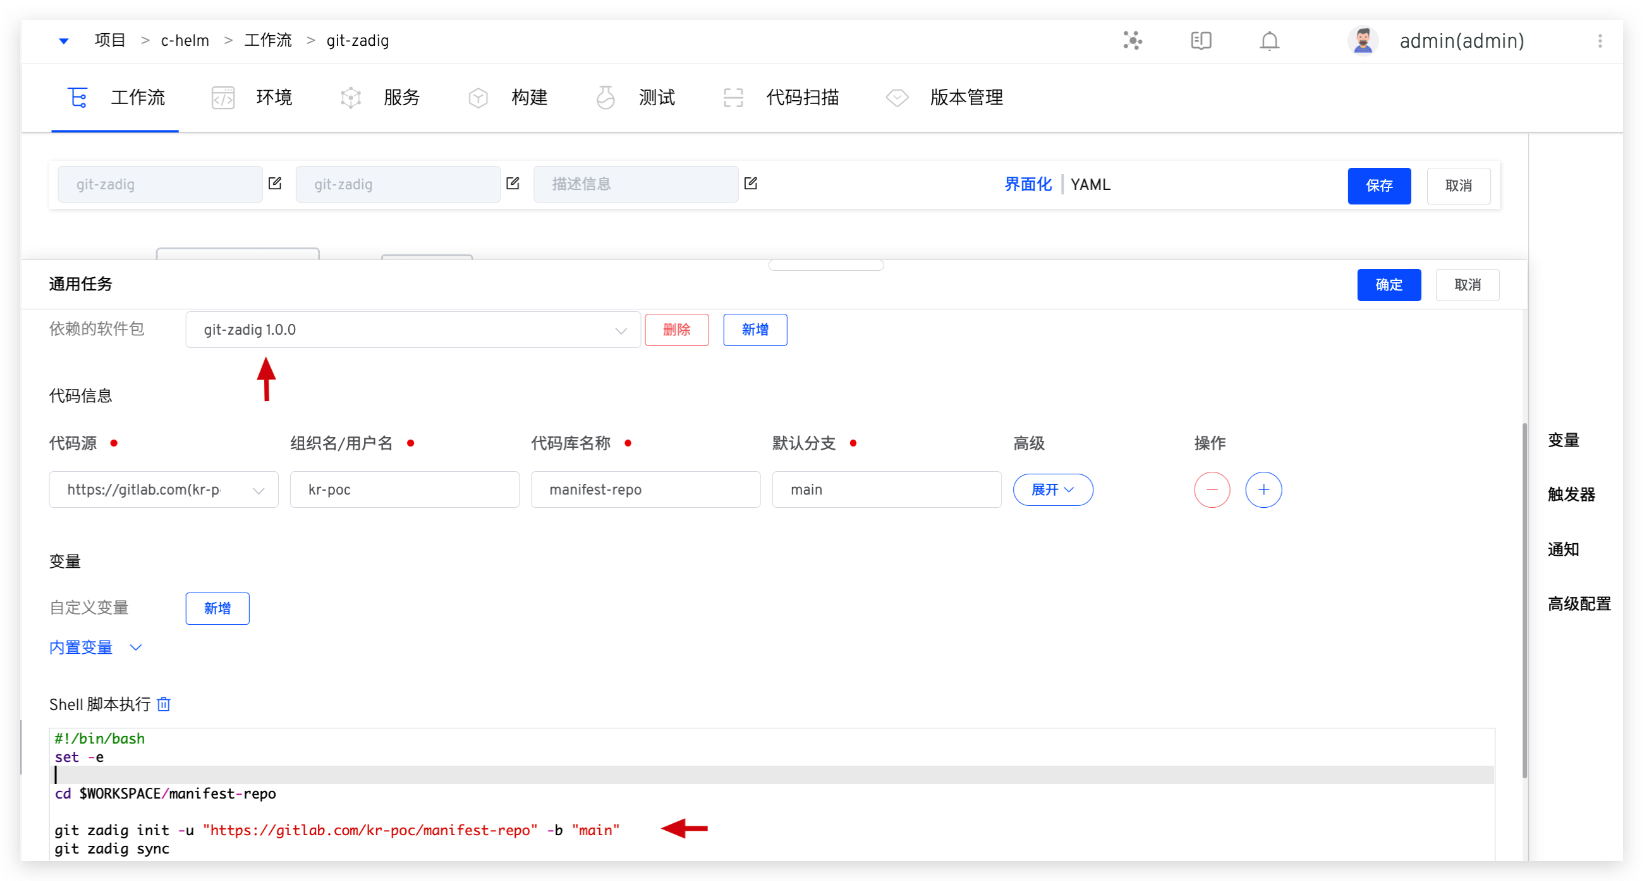 项目 > c-helm > 工作流 > git-zadig
admin(admin)
工作流 环境 服务 构建 测试 代码扫描 版本管理
git-zadig git-zadig 描述信息 界面化 YAML 保存 取消
通用任务 确定 取消
依赖的软件包 git-zadig 1.0.0 删除 新增
代码信息
代码源 组织名/用户名 代码库名称 默认分支 高级 操作
https://gitlab.com(kr-p kr-poc manifest-repo main 展开
变量
自定义变量 新增
内置变量
Shell 脚本执行
#!/bin/bash
set -e
cd $WORKSPACE/manifest-repo
git zadig init -u "https://gitlab.com/kr-poc/manifest-repo" -b "main"
git zadig sync
变量
触发器
通知
高级配置